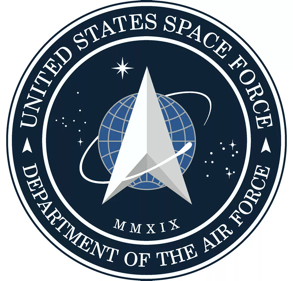 UNITED STATES SPACE FORCE
MMXIX
DEPARTMENT OF THE AIR FORCE